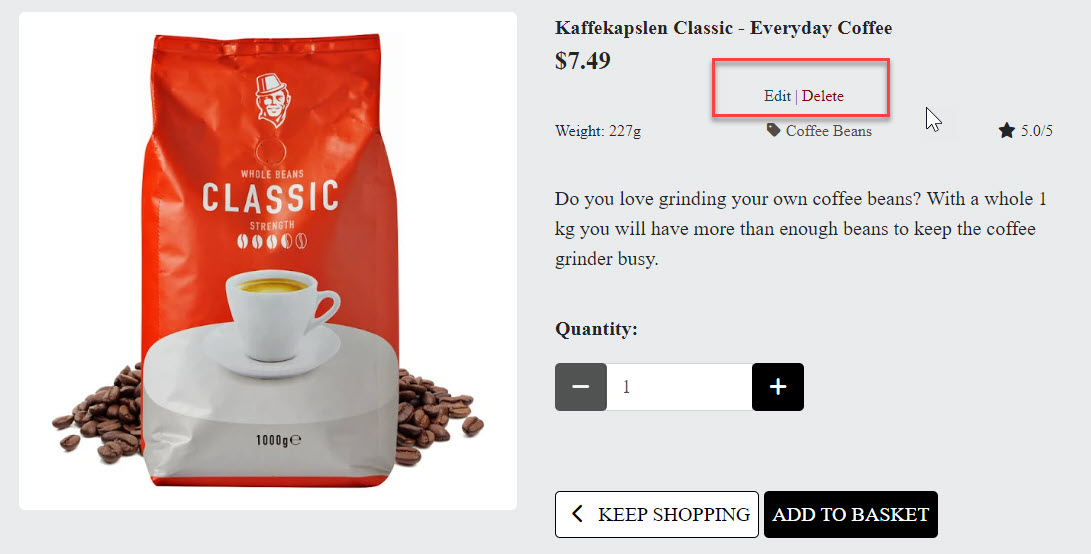 Kaffekapslen Classic - Everyday Coffee
$7.49
Edit | Delete
Weight: 227g
Coffee Beans
5.0/5
WHOLE BEANS
CLASSIC
STRENGTH
1000g℮
Do you love grinding your own coffee beans? With a whole 1
kg you will have more than enough beans to keep the coffee
grinder busy.
Quantity:
1
KEEP SHOPPING
ADD TO BASKET